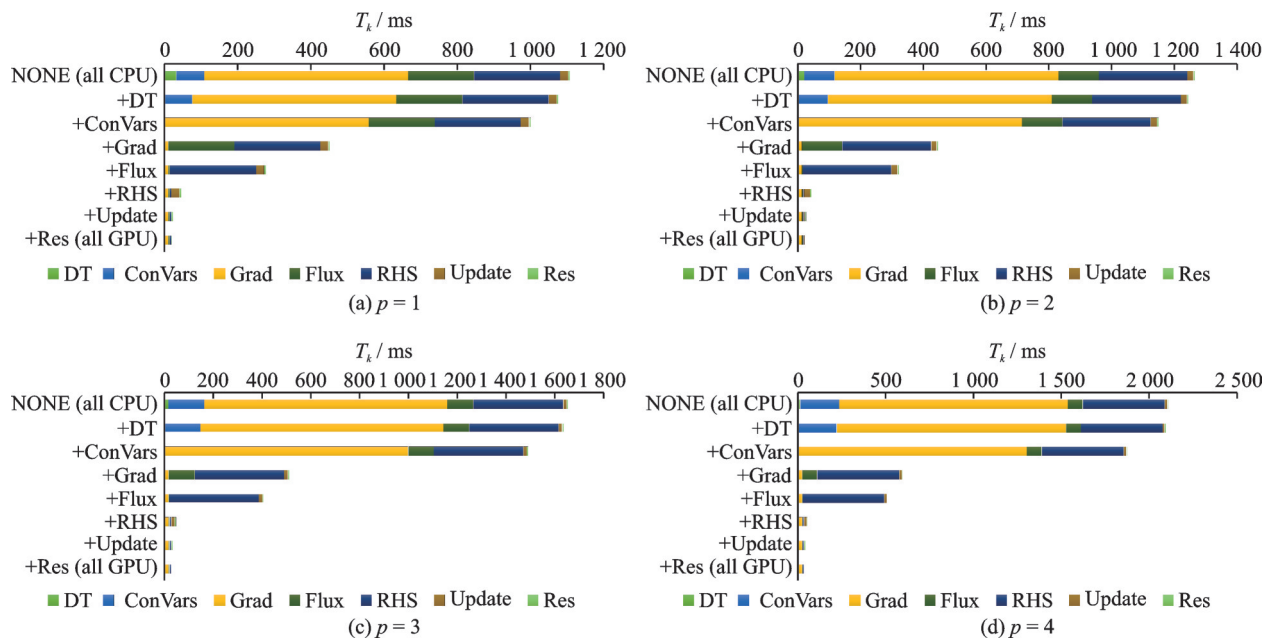 T_k / ms
0 200 400 600 800 1 000 1 200
NONE (all CPU)
+DT
+ConVars
+Grad
+Flux
+RHS
+Update
+Res (all GPU)
DT ConVars Grad Flux RHS Update Res
(a) p = 1
T_k / ms
0 200 400 600 800 1 000 1 200 1 400
NONE (all CPU)
+DT
+ConVars
+Grad
+Flux
+RHS
+Update
+Res (all GPU)
DT ConVars Grad Flux RHS Update Res
(b) p = 2
T_k / ms
0 200 400 600 800 1 000 1 200 1 400 1 600 1 800
NONE (all CPU)
+DT
+ConVars
+Grad
+Flux
+RHS
+Update
+Res (all GPU)
DT ConVars Grad Flux RHS Update Res
(c) p = 3
T_k / ms
0 500 1 000 1 500 2 000 2 500
NONE (all CPU)
+DT
+ConVars
+Grad
+Flux
+RHS
+Update
+Res (all GPU)
DT ConVars Grad Flux RHS Update Res
(d) p = 4